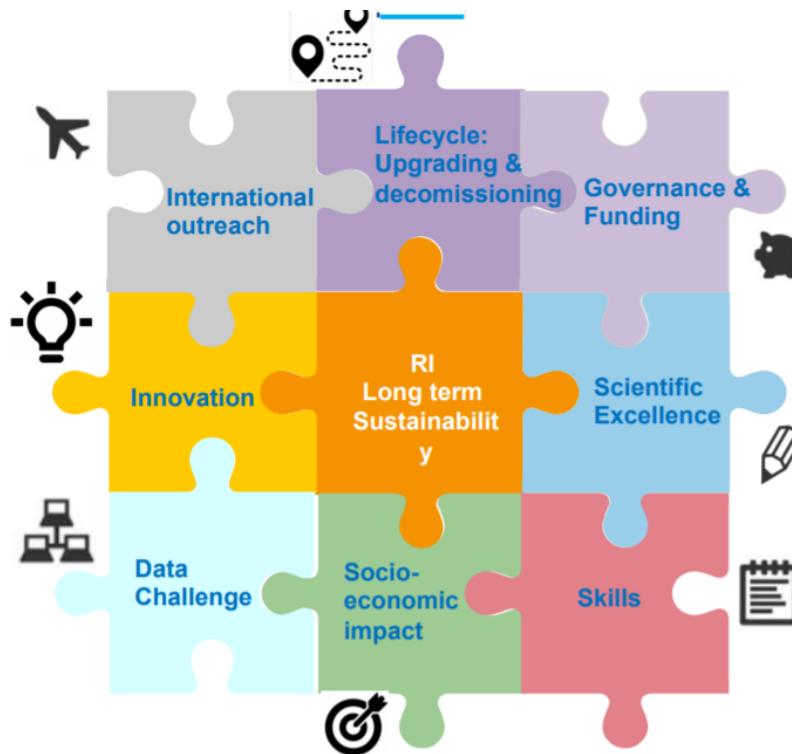 Lifecycle:
Upgrading &
decomissioning
International
outreach
Governance &
Funding
Innovation
RI
Long term
Sustainabilit
y
Scientific
Excellence
Data
Challenge
Socio-
economic
impact
Skills